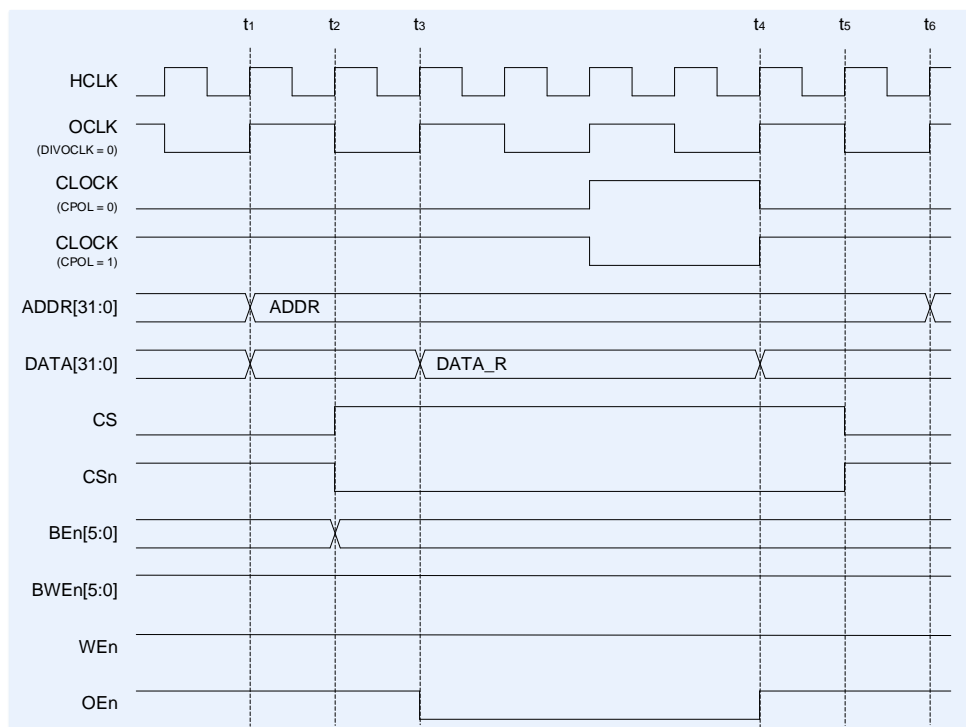 t1 t2 t3 t4 t5 t6
HCLK
OCLK
(DIVOCLK = 0)
CLOCK
(CPOL = 0)
CLOCK
(CPOL = 1)
ADDR[31:0] ADDR
DATA[31:0] DATA_R
CS
CSn
BEn[5:0]
BWEn[5:0]
WEn
OEn